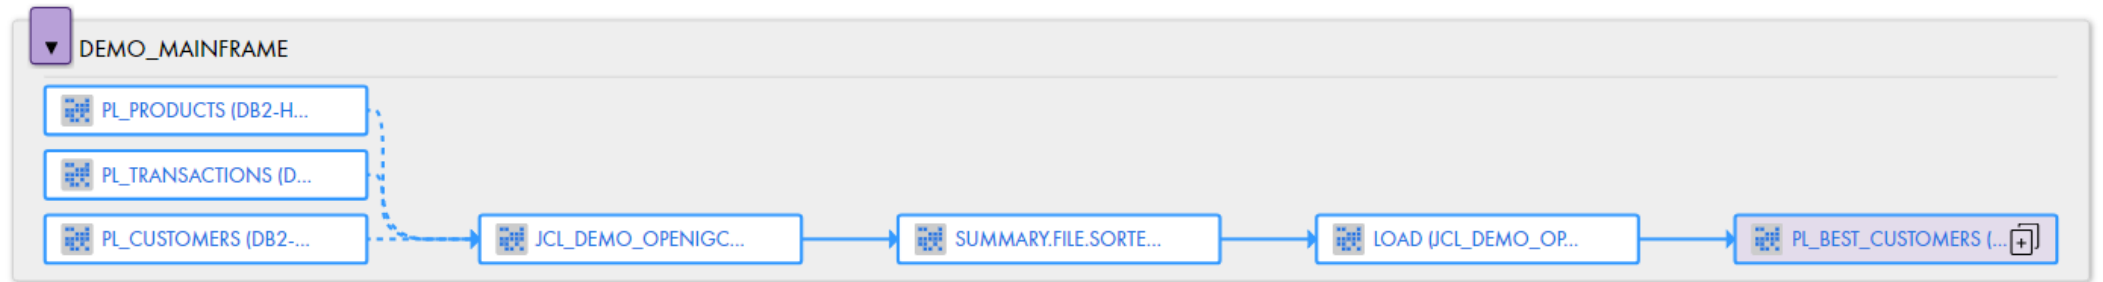 DEMO_MAINFRAME
PL_PRODUCTS (DB2-H...
PL_TRANSACTIONS (D...
PL_CUSTOMERS (DB2-...
JCL_DEMO_OPENIGC...
SUMMARY.FILE.SORTE...
LOAD (JCL_DEMO_OP...
PL_BEST_CUSTOMERS (...